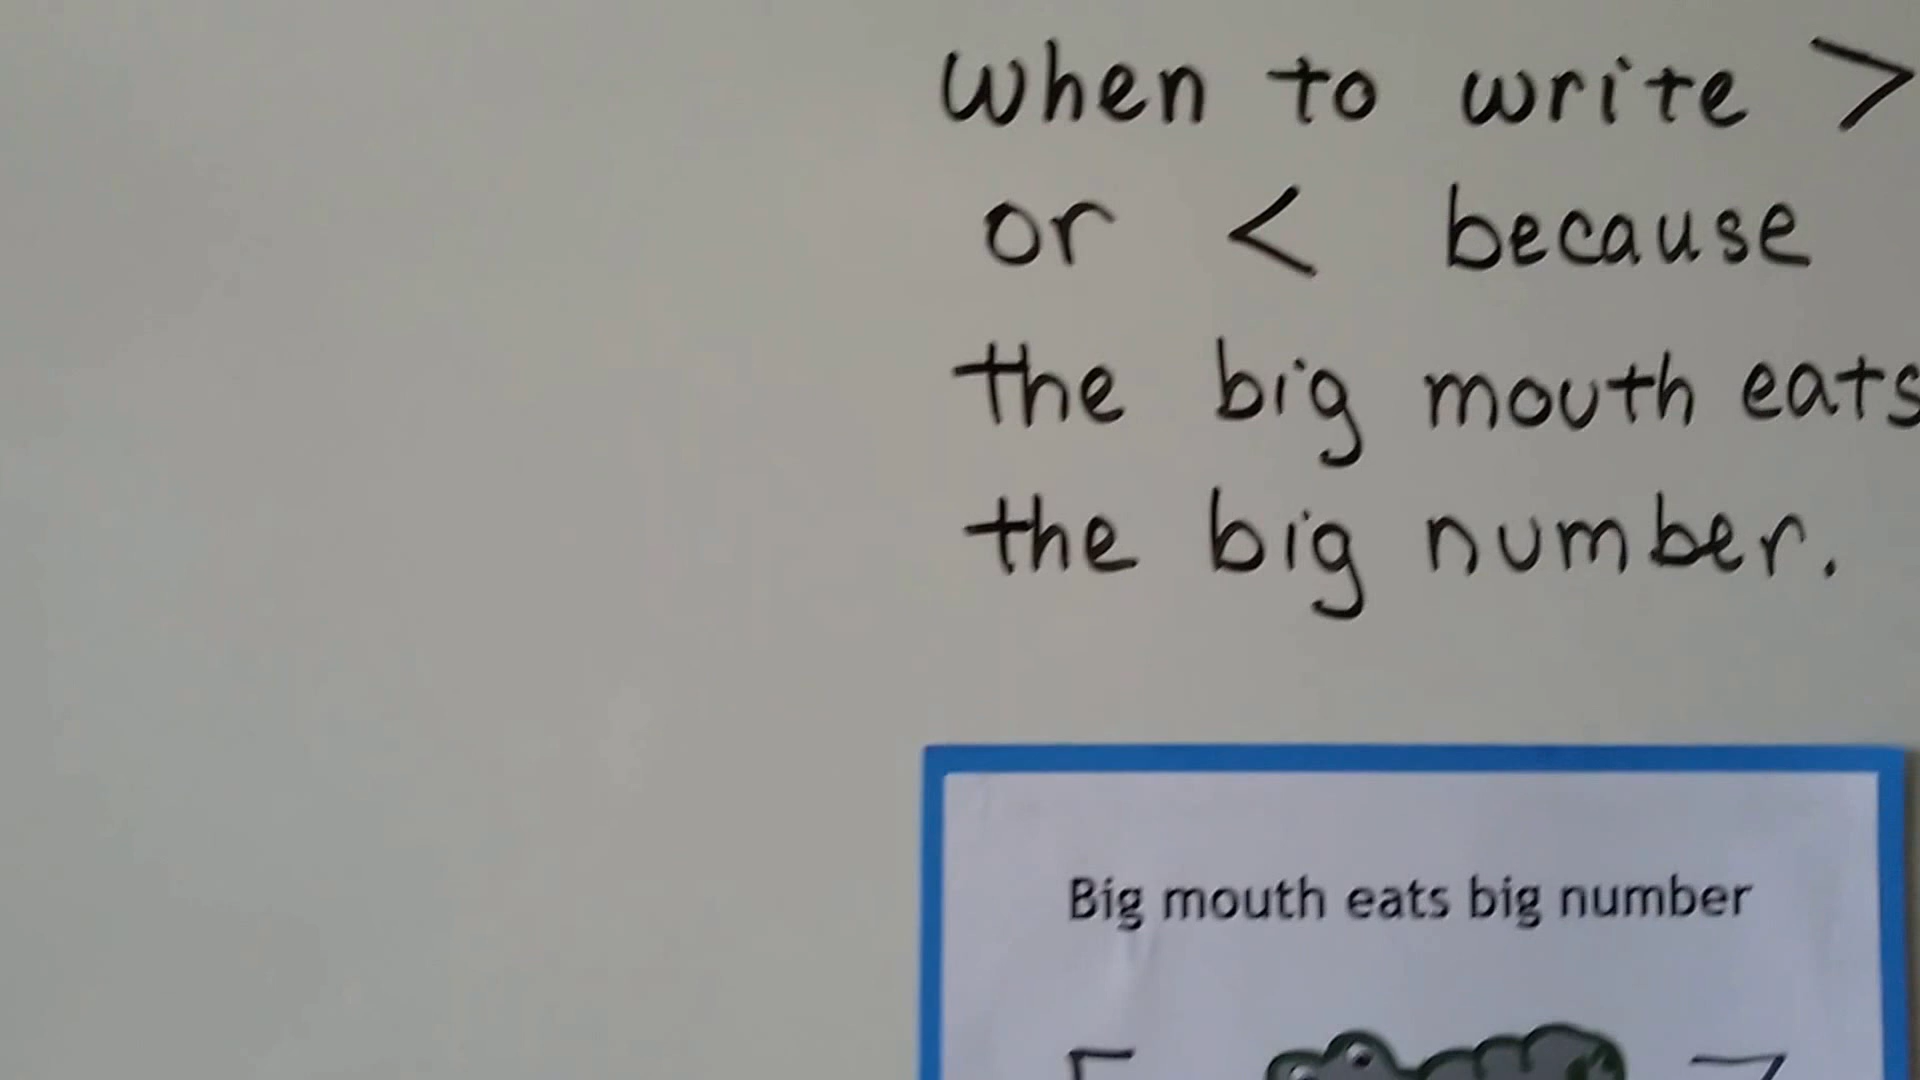 When to write >
or < because
the big mouth eats
the big number.
Big mouth eats big number